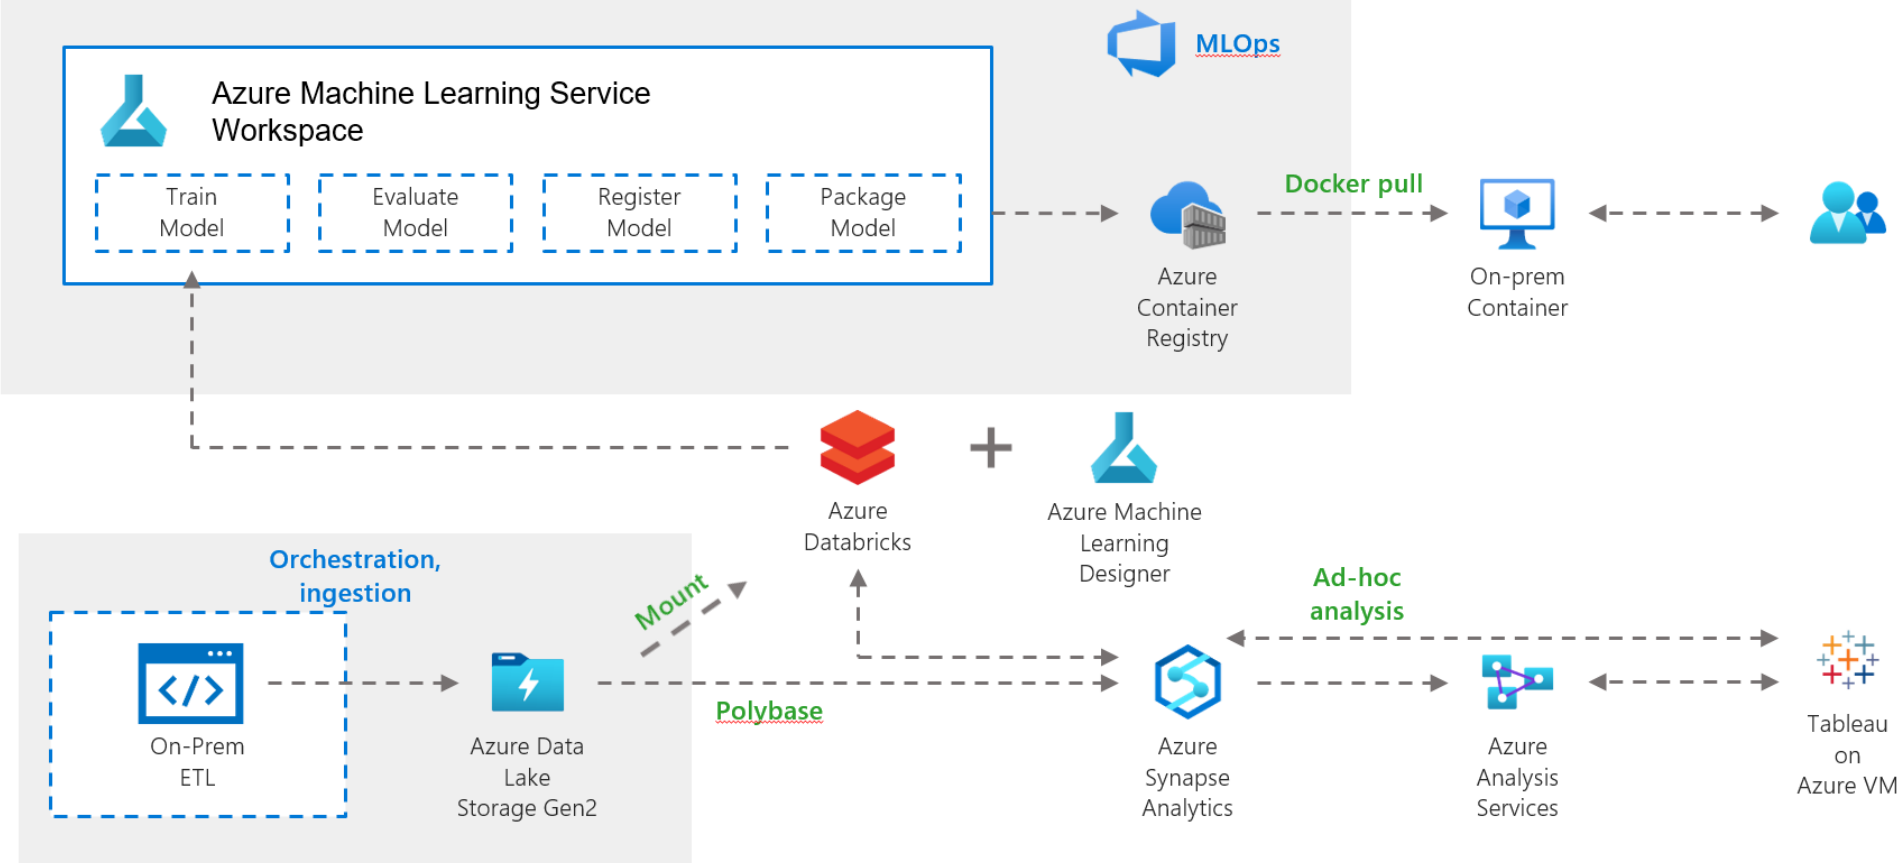 MLOps
Azure Machine Learning Service
Workspace
Train
Model
Evaluate
Model
Register
Model
Package
Model
Docker pull
Azure
Container
Registry
On-prem
Container
Azure
Databricks
Azure Machine
Learning
Designer
Orchestration,
ingestion
Mount
Ad-hoc
analysis
Polybase
On-Prem
ETL
Azure Data
Lake
Storage Gen2
Azure
Synapse
Analytics
Azure
Analysis
Services
Tableau
on
Azure VM